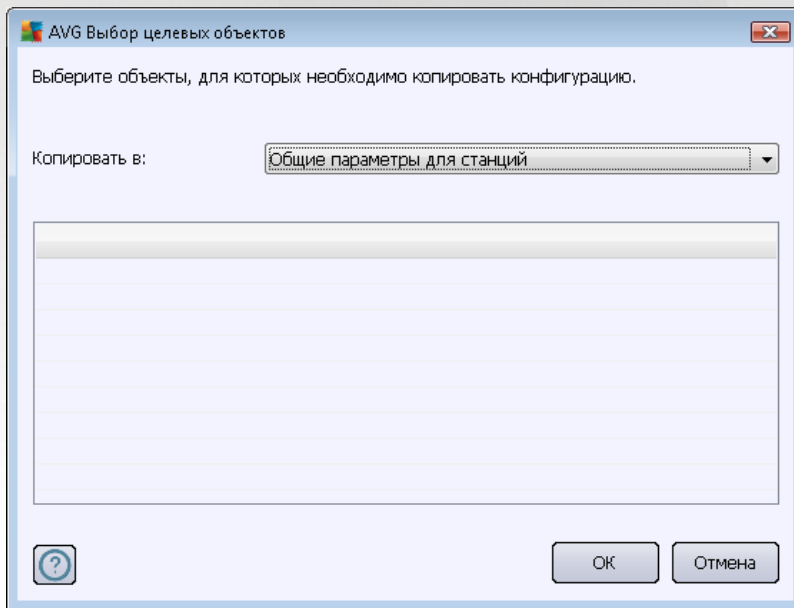 AVG Выбор целевых объектов
Выберите объекты, для которых необходимо копировать конфигурацию.
Копировать в:
Общие параметры для станций
?
ОК
Отмена